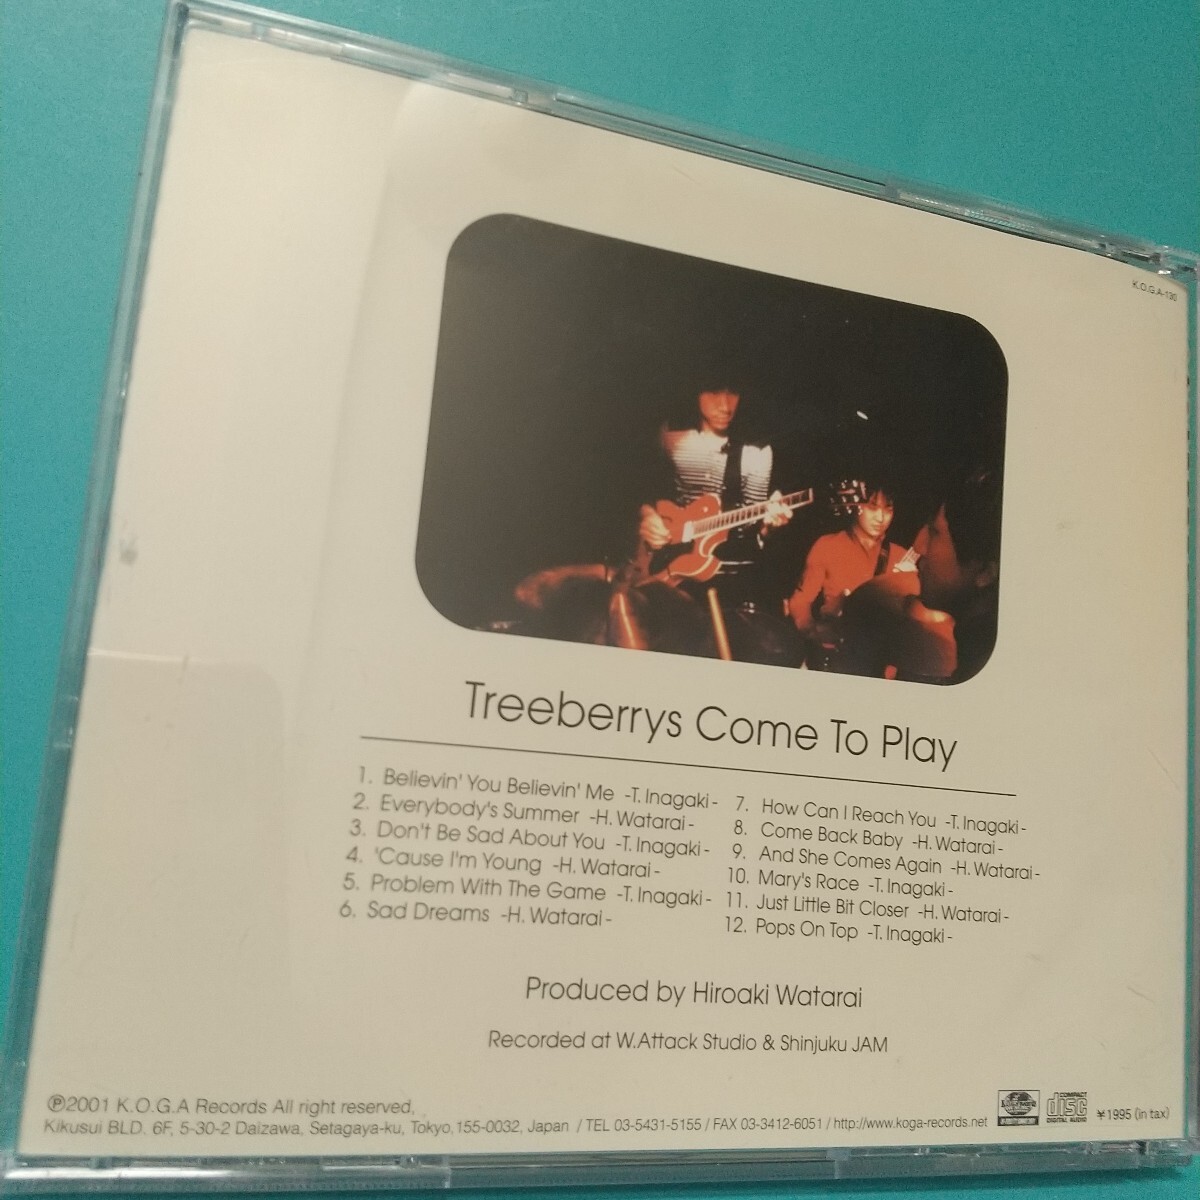 K.O.G.A-130
Treeberrys Come To Play
1. Believin' You Believin' Me -T. Inagaki-
2. Everybody's Summer -H. Watarai-
3. Don't Be Sad About You -T. Inagaki-
4. 'Cause I'm Young -H. Watarai-
5. Problem With The Game -T. Inagaki-
6. Sad Dreams -H. Watarai-
7. How Can I Reach You -T. Inagaki-
8. Come Back Baby -H. Watarai-
9. And She Comes Again -H. Watarai-
10. Mary's Race -T. Inagaki-
11. Just Little Bit Closer -H. Watarai-
12. Pops On Top -T. Inagaki-
Produced by Hiroaki Watarai
Recorded at W.Attack Studio & Shinjuku JAM
℗2001 K.O.G.A Records All right reserved,
Kikusui BLD. 6F, 5-30-2 Daizawa, Setagaya-ku, Tokyo, 155-0032, Japan / TEL 03-5431-5155 / FAX 03-3412-6051 / http://www.koga-records.net
COMPACT
disc
DIGITAL AUDIO
¥1995 (in tax)